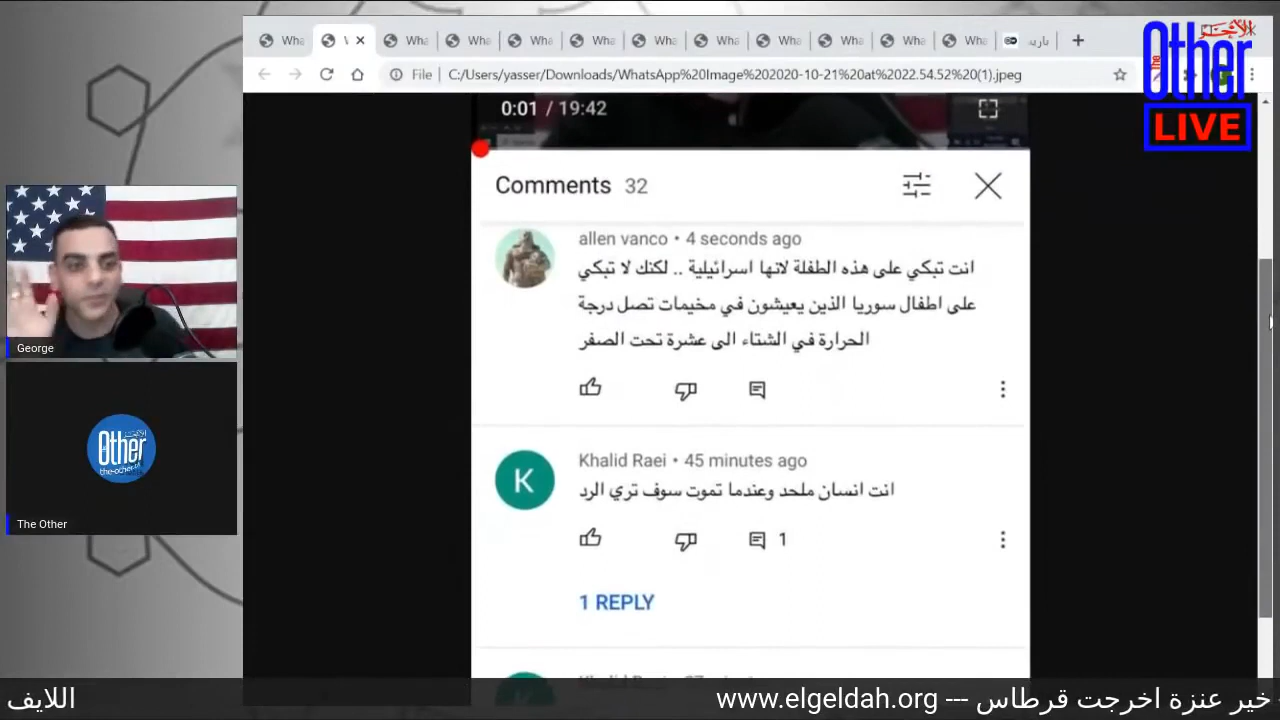 Wha
Wha
Wha
Wha
Wha
Wha
Wha
Wha
Wha
Wha
Wha
File
C:/Users/yasser/Downloads/WhatsApp%20Image%202020-10-21%20at%2022.54.52%20(1).jpeg
الآخر
the Other
LIVE
0:01 / 19:42
Comments 32
allen vanco • 4 seconds ago
انت تبكي على هذه الطفلة لانها اسرائيلية .. لكنك لا تبكي
على اطفال سوريا الذين يعيشون في مخيمات تصل درجة
الحرارة في الشتاء الى عشرة تحت الصفر
Khalid Raei • 45 minutes ago
انت انسان ملحد وعندما تموت سوف تري الرد
1
1 REPLY
George
Other
The Other
خير عنزة اخرجت قرطاس --- www.elgeldah.org
اللايف